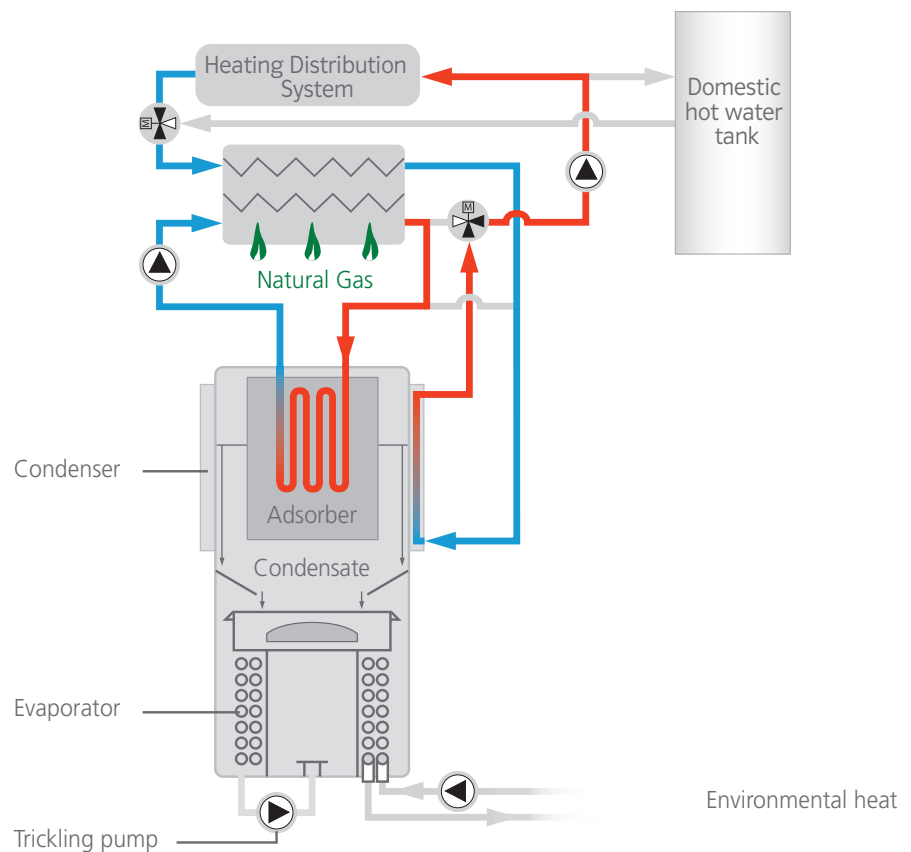 Heating Distribution
System
Domestic
hot water
tank
M
M
Natural Gas
Condenser
Adsorber
Condensate
Evaporator
Environmental heat
Trickling pump